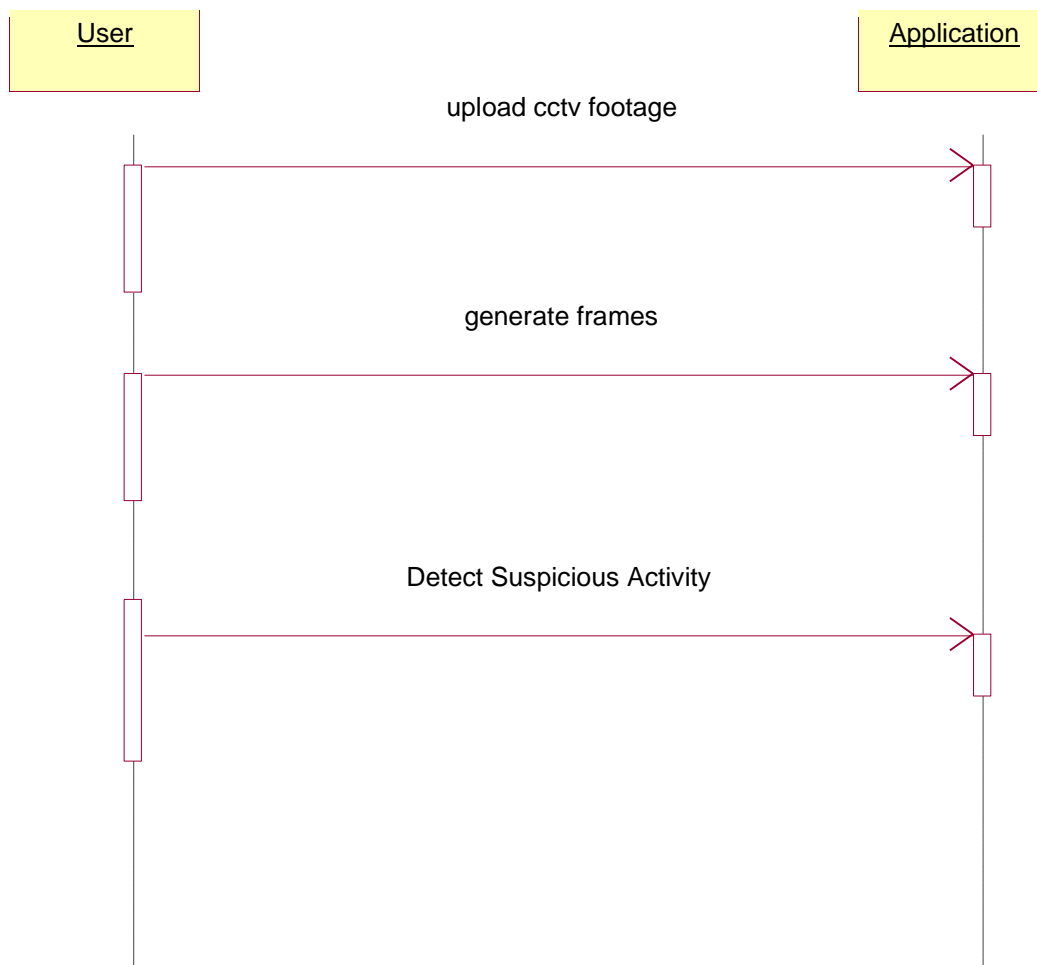 User
Application
upload cctv footage
generate frames
Detect Suspicious Activity